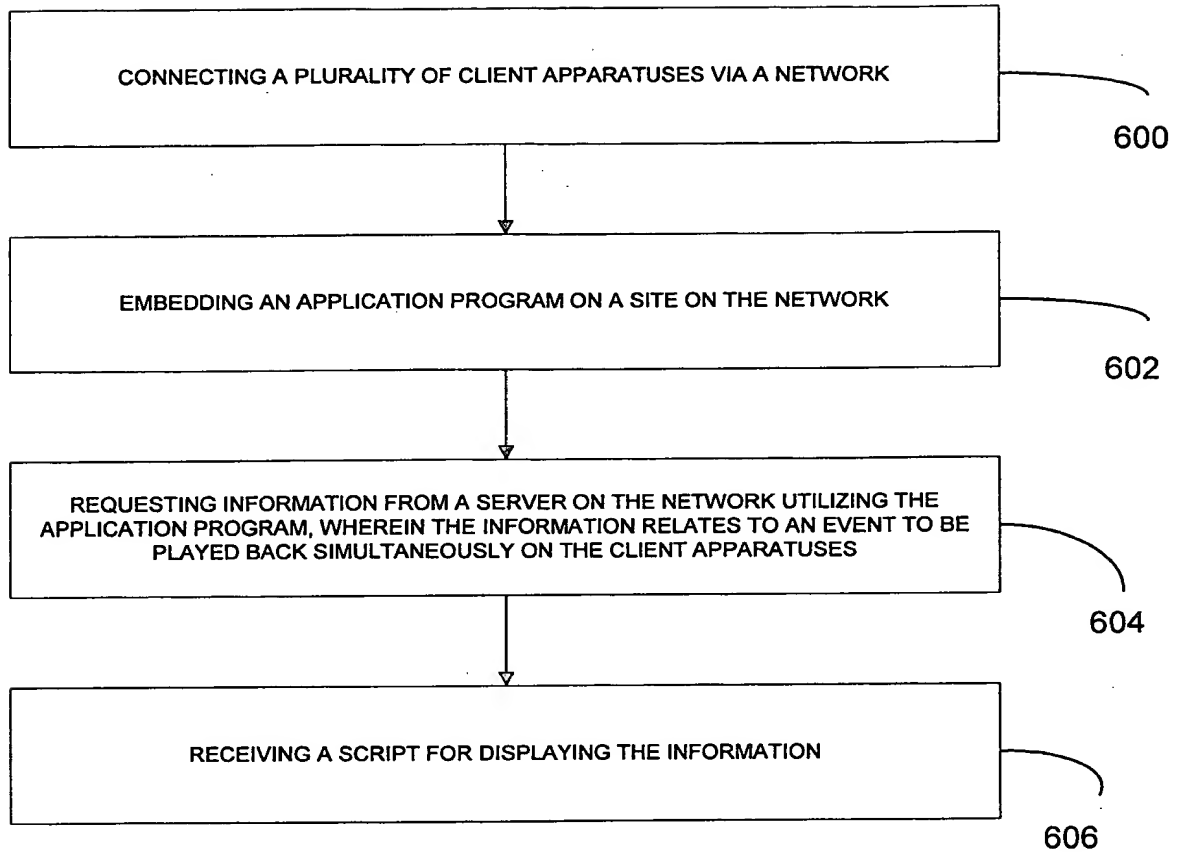 CONNECTING A PLURALITY OF CLIENT APPARATUSES VIA A NETWORK
600
EMBEDDING AN APPLICATION PROGRAM ON A SITE ON THE NETWORK
602
REQUESTING INFORMATION FROM A SERVER ON THE NETWORK UTILIZING THE
APPLICATION PROGRAM, WHEREIN THE INFORMATION RELATES TO AN EVENT TO BE
PLAYED BACK SIMULTANEOUSLY ON THE CLIENT APPARATUSES
604
RECEIVING A SCRIPT FOR DISPLAYING THE INFORMATION
606